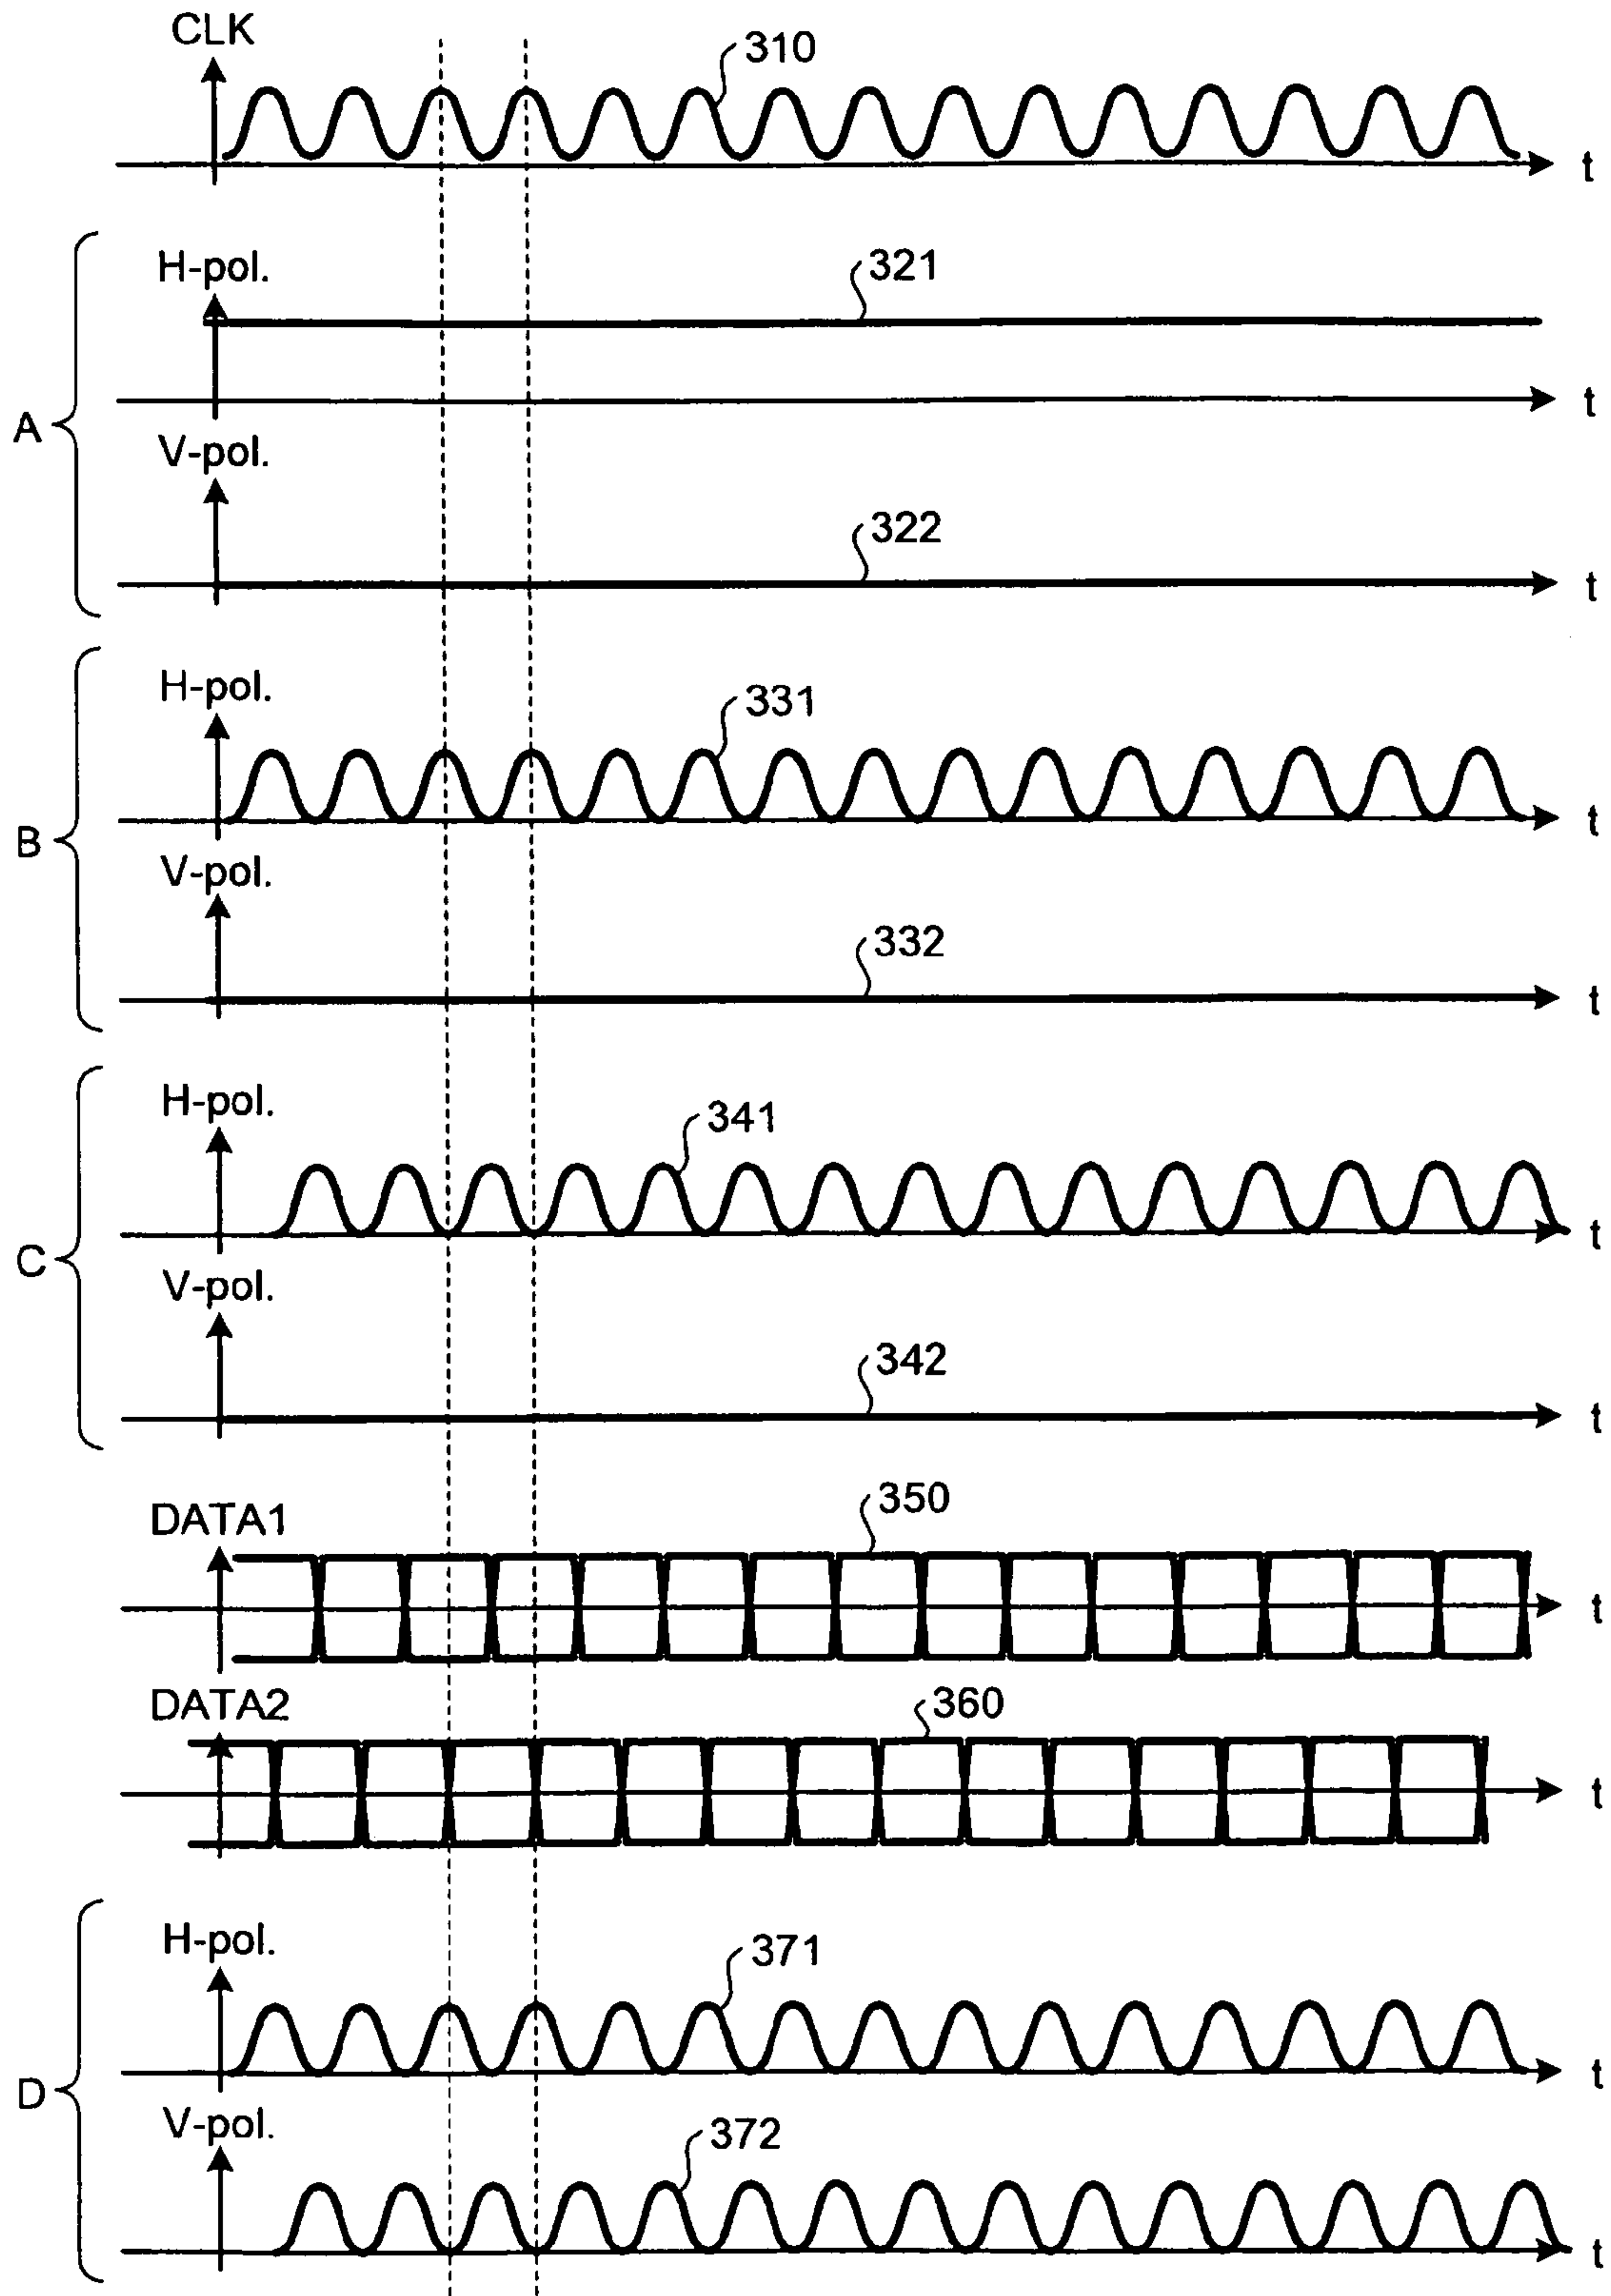 CLK
310
t
A
H-pol.
321
t
V-pol.
322
t
B
H-pol.
331
t
V-pol.
332
t
C
H-pol.
341
t
V-pol.
342
t
DATA1
350
t
DATA2
360
t
D
H-pol.
371
t
V-pol.
372
t